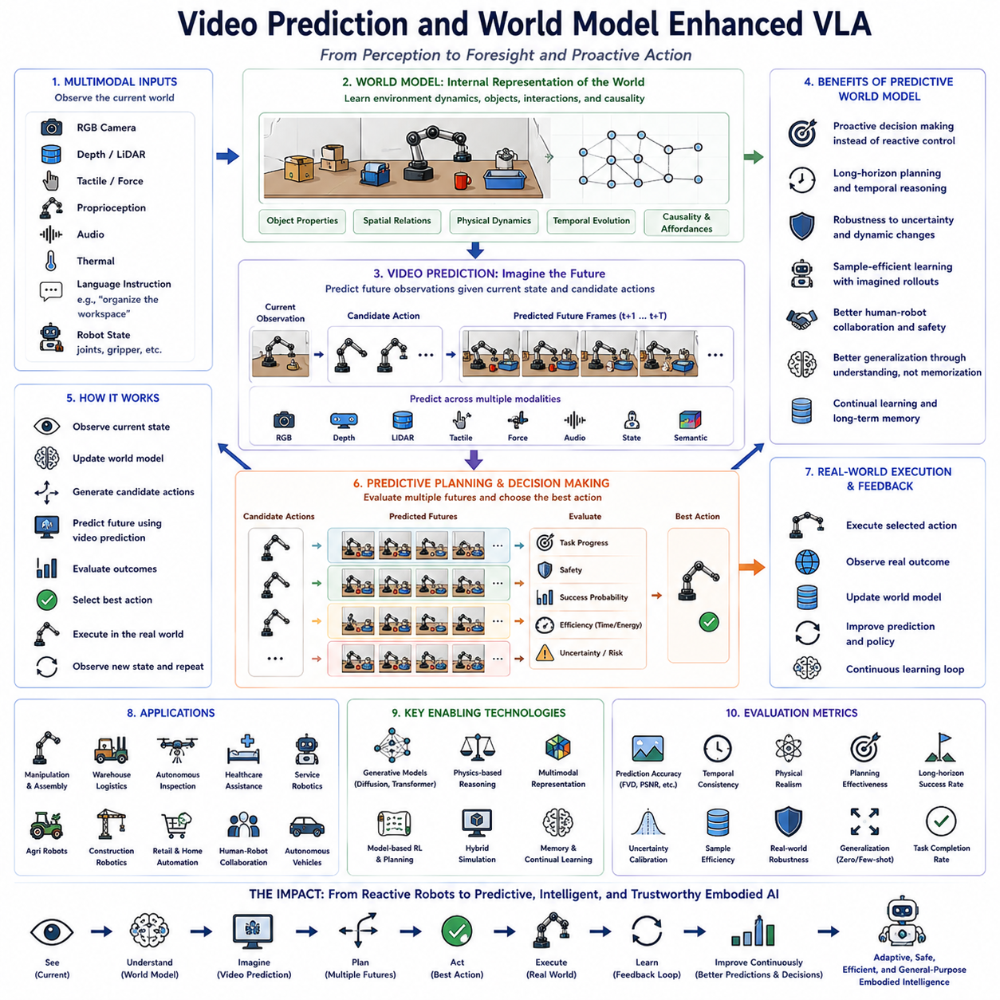 Video Prediction and World Model Enhanced VLA
From Perception to Foresight and Proactive Action
1. MULTIMODAL INPUTS
Observe the current world
RGB Camera
Depth / LiDAR
Tactile / Force
Proprioception
Audio
Thermal
Language Instruction
e.g., "organize the
workspace"
Robot State
joints, gripper, etc.
2. WORLD MODEL: Internal Representation of the World
Learn environment dynamics, objects, interactions, and causality
Object Properties
Spatial Relations
Physical Dynamics
Temporal Evolution
Causality &
Affordances
3. VIDEO PREDICTION: Imagine the Future
Predict future observations given current state and candidate actions
Current
Observation
Candidate Action
Predicted Future Frames (t+1 ... t+T)
Predict across multiple modalities
RGB
Depth
LIDAR
Tactile
Force
Audio
State
Semantic
4. BENEFITS OF PREDICTIVE
WORLD MODEL
Proactive decision making
instead of reactive control
Long-horizon planning
and temporal reasoning
Robustness to uncertainty
and dynamic changes
Sample-efficient learning
with imagined rollouts
Better human-robot
collaboration and safety
Better generalization through
understanding, not memorization
Continual learning and
long-term memory
5. HOW IT WORKS
Observe current state
Update world model
Generate candidate actions
Predict future using
video prediction
Evaluate outcomes
Select best action
Execute in the real world
Observe new state and repeat
6. PREDICTIVE PLANNING & DECISION MAKING
Evaluate multiple futures and choose the best action
Candidate Actions
Predicted Futures
Evaluate
Best Action
Task Progress
Safety
Success Probability
Efficiency (Time/Energy)
Uncertainty / Risk
7. REAL-WORLD EXECUTION
& FEEDBACK
Execute selected action
Observe real outcome
Update world model
Improve prediction
and policy
Continuous learning loop
8. APPLICATIONS
Manipulation
& Assembly
Warehouse
Logistics
Autonomous
Inspection
Healthcare
Assistance
Service
Robotics
Agri Robots
Construction
Robotics
Retail & Home
Automation
Human-Robot
Collaboration
Autonomous
Vehicles
9. KEY ENABLING TECHNOLOGIES
Generative Models
(Diffusion, Transformer)
Physics-based
Reasoning
Multimodal
Representation
Model-based RL
& Planning
Hybrid
Simulation
Memory &
Continual Learning
10. EVALUATION METRICS
Prediction Accuracy
(FVD, PSNR, etc.)
Temporal
Consistency
Physical
Realism
Planning
Effectiveness
Long-horizon
Success Rate
Uncertainty
Calibration
Sample
Efficiency
Real-world
Robustness
Generalization
(Zero/Few-shot)
Task Completion
Rate
THE IMPACT: From Reactive Robots to Predictive, Intelligent, and Trustworthy Embodied AI
See
(Current)
Understand
(World Model)
Imagine
(Video Prediction)
Plan
(Multiple Futures)
Act
(Best Action)
Execute
(Real World)
Learn
(Feedback Loop)
Improve Continuously
(Better Predictions & Decisions)
Adaptive, Safe,
Efficient, and General-Purpose
Embodied Intelligence